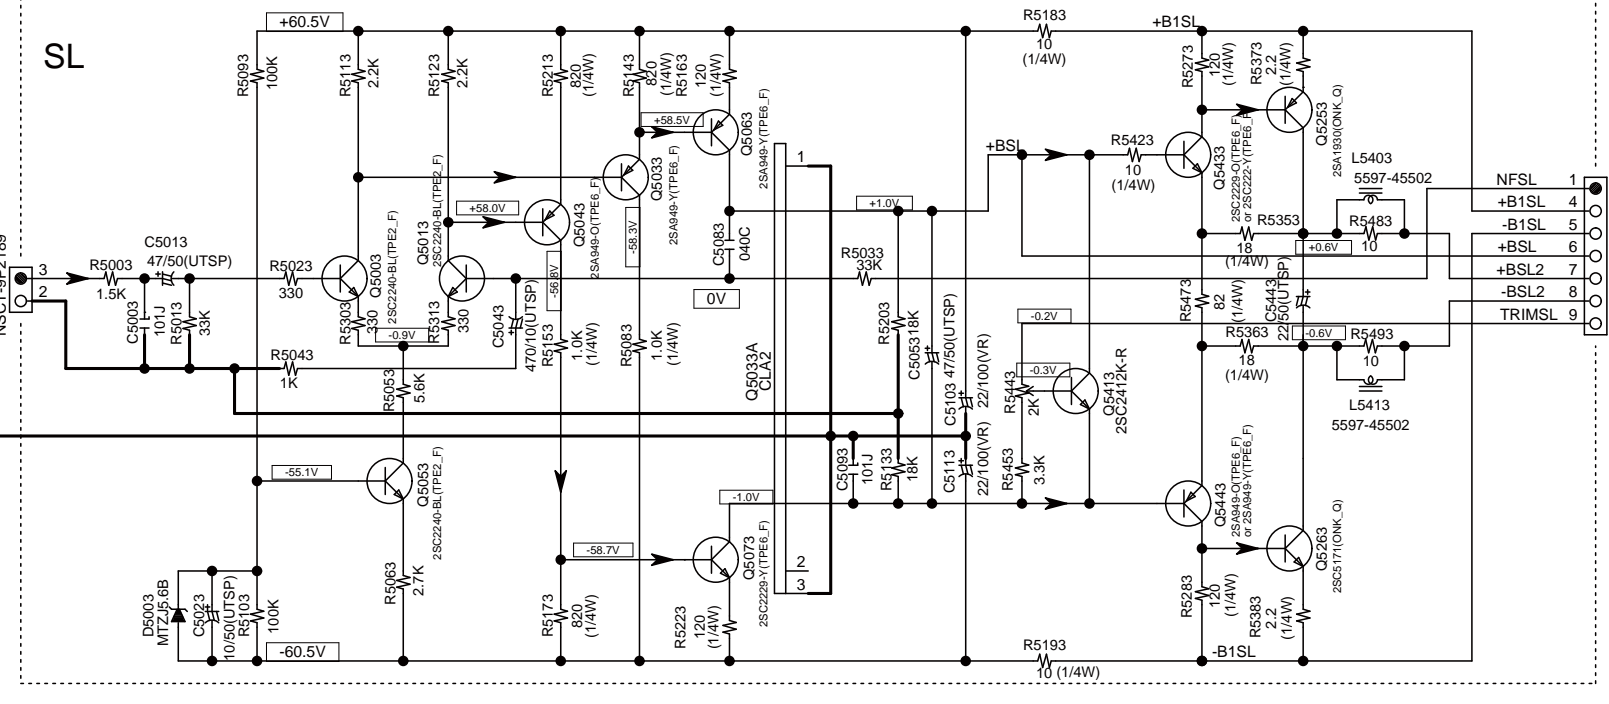 SL
+60.5V
R5093
100K
R5113
2.2K
R5123
2.2K
R5213
820
(1/4W)
R5143
820
(1/4W)
R5163
120
(1/4W)
+58.5V
Q5063
2SA949-Y(TPE6_F)
Q5033
2SA949-Y(TPE6_F)
+58.0V
Q5043
2SA949-O(TPE6_F)
-58.3V
-56.8V
Q5013
2SC2240-BL(TPE2_F)
Q5003
2SC2240-BL(TPE2_F)
3
2
R5003
1.5K
C5013
47/50(UTSP)
C5003
101J
R5013
33K
R5023
330
R5303
330
-0.9V
R5313
330
R5043
1K
C5043
470/10(UTSP)
R5153
1.0K
(1/4W)
R5083
1.0K
(1/4W)
R5053
5.6K
-55.1V
Q5053
2SC2240-BL(TPE2_F)
R5063
2.7K
D5003
MTZJ5.6B
C5023
10/50(UTSP)
R5103
100K
-60.5V
R5173
820
(1/4W)
-58.7V
R5223
120
(1/4W)
Q5073
2SC2229-Y(TPE6_F)
-1.0V
C5083
040C
0V
Q5033A
CLA2
1
2
3
+1.0V
R5033
33K
R5203
18K
C5053
47/50(UTSP)
C5103
22/100(VR)
C5113
22/100(VR)
C5093
101J
R5133
18K
R5183
10
(1/4W)
R5193
10 (1/4W)
+BSL
R5423
10
(1/4W)
-0.2V
-0.3V
R5443
2K
Q5413
2SC2412K-R
R5453
3.3K
+B1SL
R5273
120
(1/4W)
R5373
2.2
(1/4W)
Q5253
2SA1930(ONK_Q)
Q5433
2SC2229-O(TPE6_F)
or 2SC222-Y(TPE6_F
R5353
18
(1/4W)
+0.6V
R5473
82
(1/4W)
C5443
22/50(UTSP)
R5363
18
(1/4W)
-0.6V
L5403
5597-45502
R5483
10
R5493
10
L5413
5597-45502
Q5443
2SA949-O(TPE6_F)
or 2SA949-Y(TPE6_F)
Q5263
2SC5171(ONK_Q)
R5283
120
(1/4W)
R5383
2.2
(1/4W)
-B1SL
NFSL 1
+B1SL 4
-B1SL 5
+BSL 6
+BSL2 7
-BSL2 8
TRIMSL 9